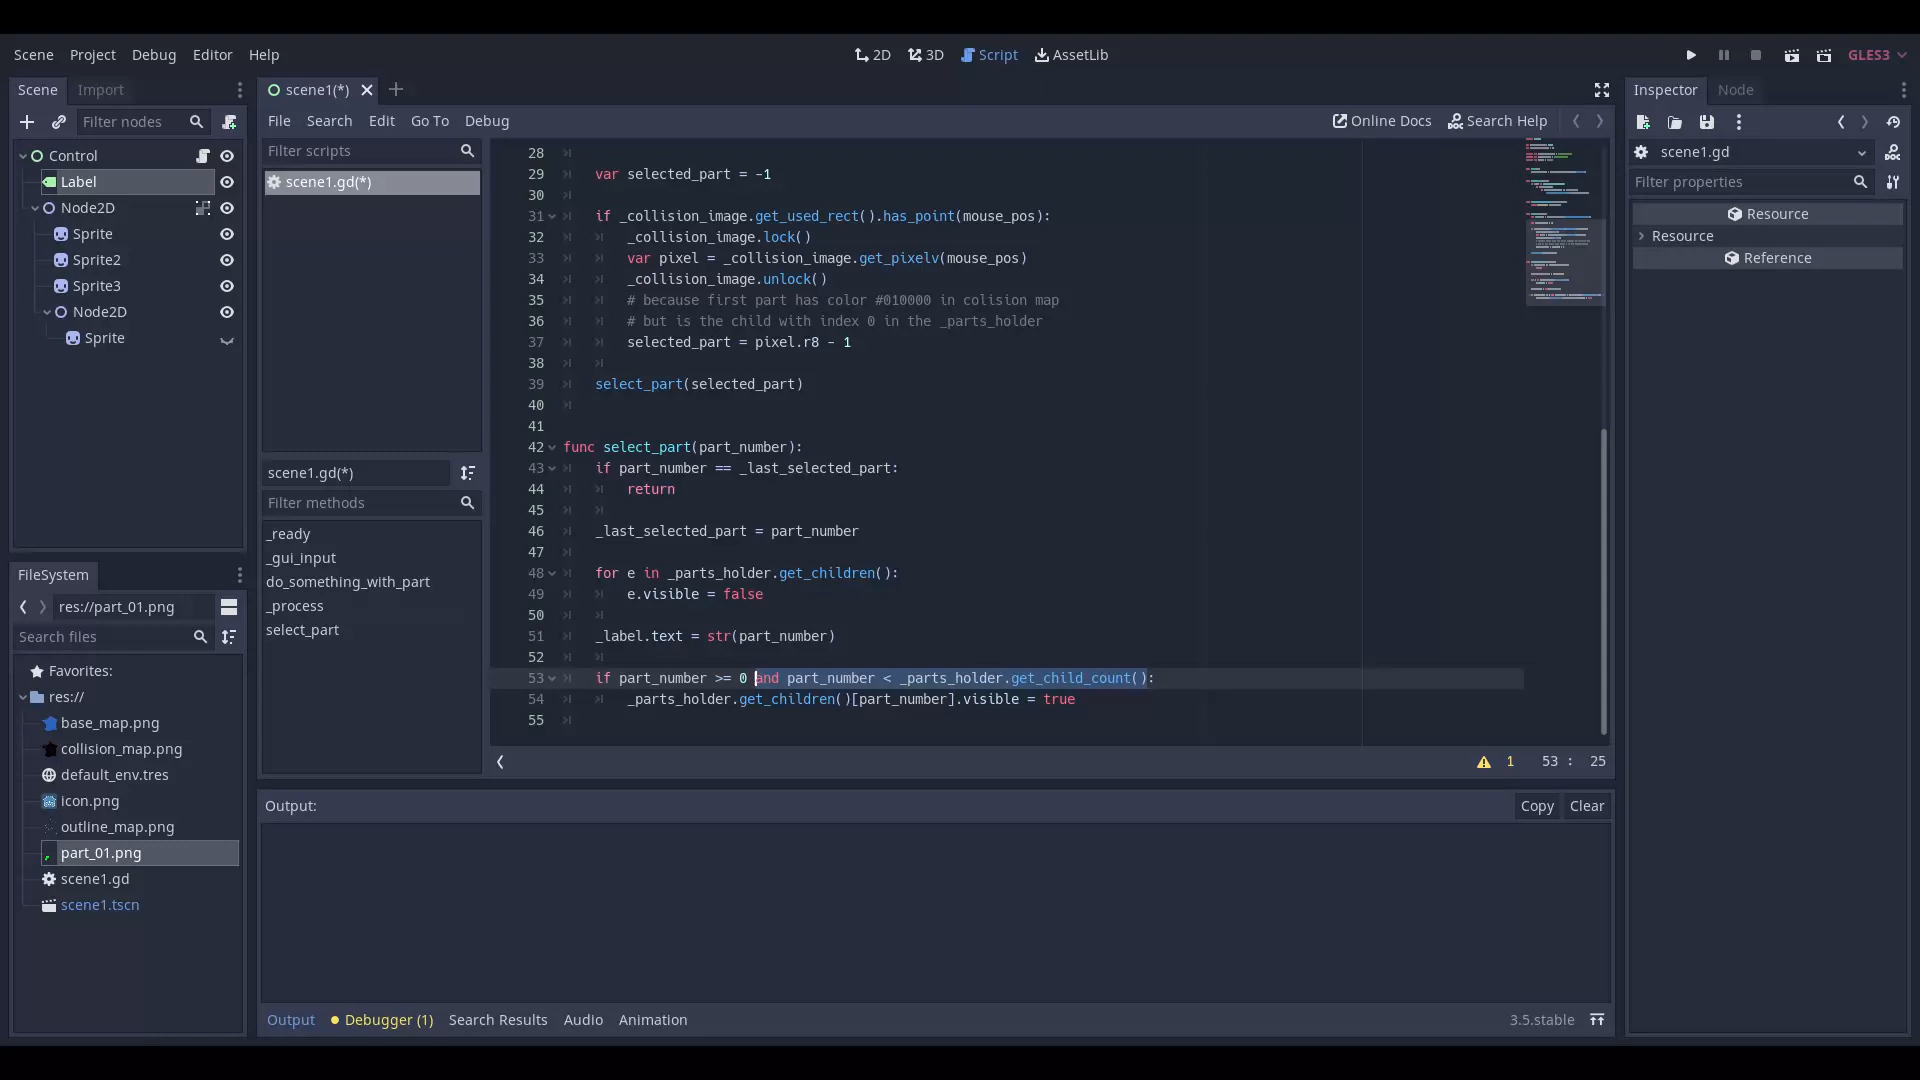 Scene Project Debug Editor Help
2D 3D Script AssetLib
GLES3
Scene Import
Filter nodes
Control
Label
Node2D
Sprite
Sprite2
Sprite3
Node2D
Sprite
FileSystem
res://part_01.png
Search files
Favorites:
res://
base_map.png
collision_map.png
default_env.tres
icon.png
outline_map.png
part_01.png
scene1.gd
scene1.tscn
scene1(*)
File Search Edit Go To Debug
Online Docs Search Help
Filter scripts
scene1.gd(*)
scene1.gd(*)
Filter methods
_ready
_gui_input
do_something_with_part
_process
select_part
28
29 var selected_part = -1
30
31 if _collision_image.get_used_rect().has_point(mouse_pos):
32 _collision_image.lock()
33 var pixel = _collision_image.get_pixelv(mouse_pos)
34 _collision_image.unlock()
35 # because first part has color #010000 in colision map
36 # but is the child with index 0 in the _parts_holder
37 selected_part = pixel.r8 - 1
38
39 select_part(selected_part)
40
41
42 func select_part(part_number):
43 if part_number == _last_selected_part:
44 return
45
46 _last_selected_part = part_number
47
48 for e in _parts_holder.get_children():
49 e.visible = false
50
51 _label.text = str(part_number)
52
53 if part_number >= 0 and part_number < _parts_holder.get_child_count():
54 _parts_holder.get_children()[part_number].visible = true
55
1 53 : 25
Output:
Copy Clear
Output Debugger (1) Search Results Audio Animation
3.5.stable
Inspector Node
scene1.gd
Filter properties
Resource
Resource
Reference